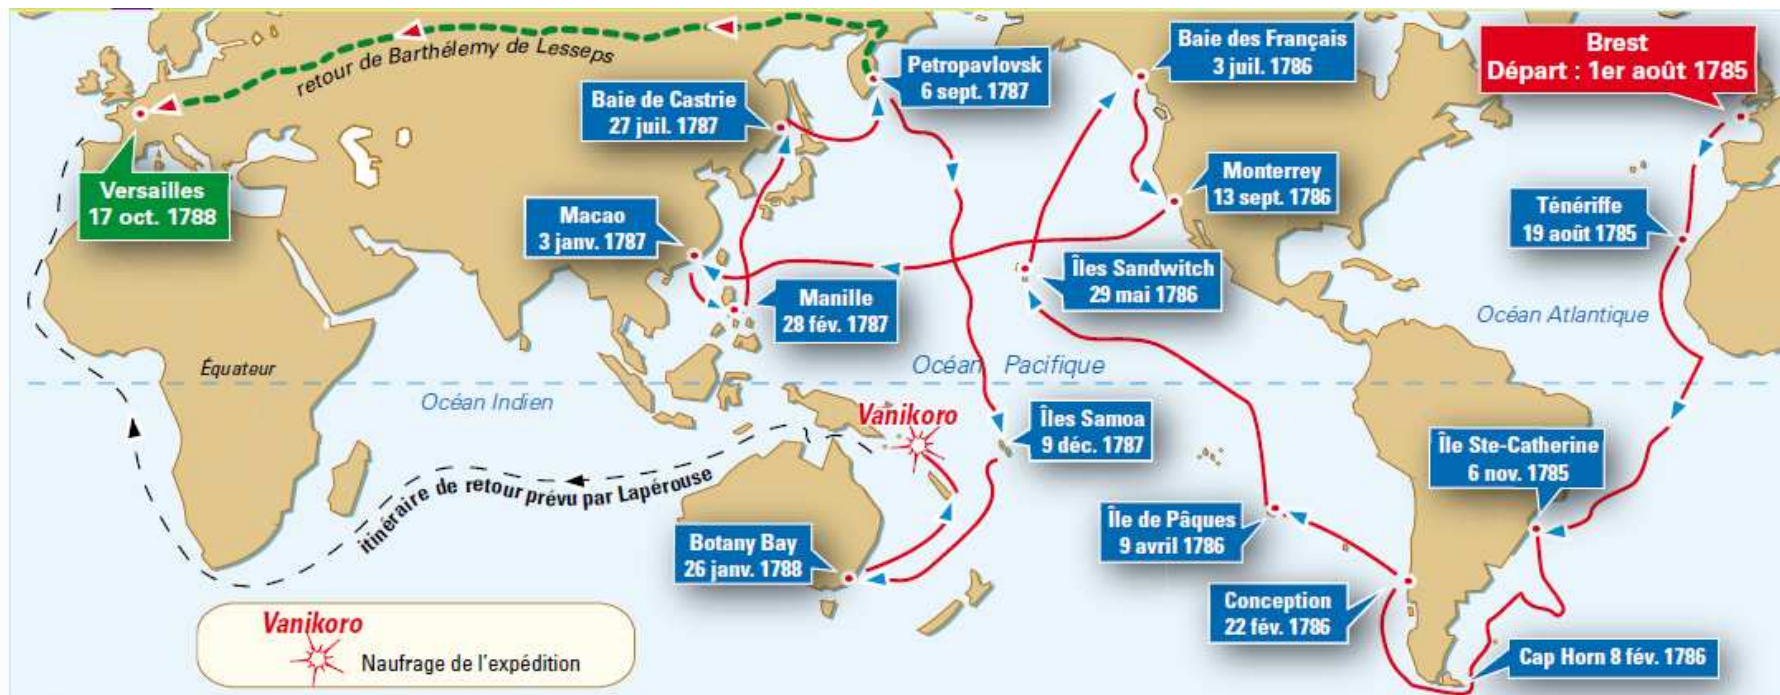 retour de Barthélemy de Lesseps
Versailles
17 oct. 1788
Baie de Castrie
27 juil. 1787
Petropavlovsk
6 sept. 1787
Baie des Français
3 juil. 1786
Brest
Départ : 1er août 1785
Macao
3 janv. 1787
Manille
28 fév. 1787
Monterrey
13 sept. 1786
Îles Sandwitch
29 mai 1786
Ténériffe
19 août 1785
Océan Atlantique
Équateur
Océan Indien
Océan Pacifique
Vanikoro
Îles Samoa
9 déc. 1787
Île Ste-Catherine
6 nov. 1785
itinéraire de retour prévu par Lapérouse
Botany Bay
26 janv. 1788
Île de Pâques
9 avril 1786
Conception
22 fév. 1786
Cap Horn 8 fév. 1786
Vanikoro
Naufrage de l'expédition